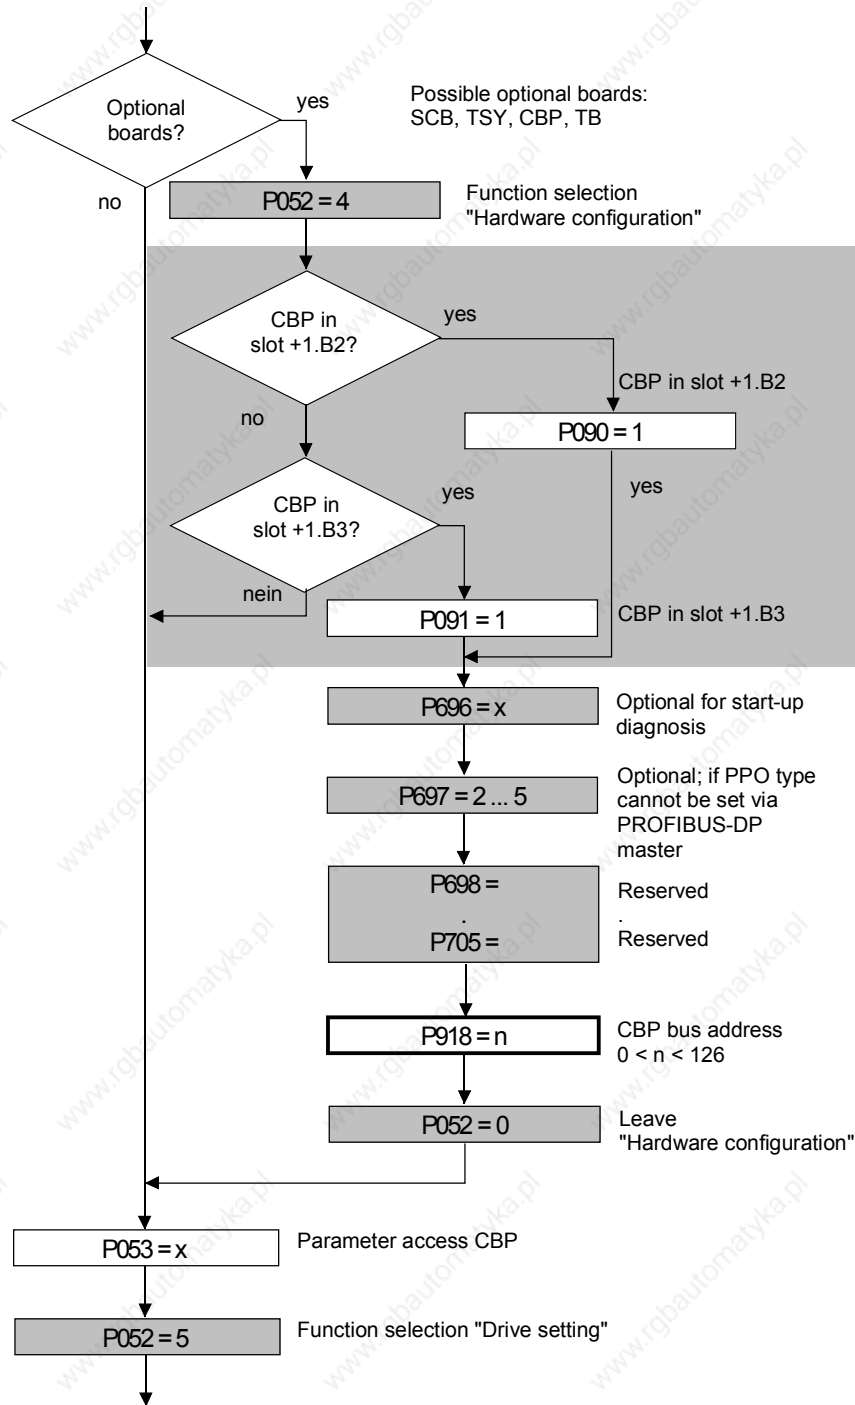 Optional
boards?
yes
Possible optional boards:
SCB, TSY, CBP, TB
no
P052 = 4
Function selection
"Hardware configuration"
CBP in
slot +1.B2?
yes
CBP in slot +1.B2
no
P090 = 1
CBP in
slot +1.B3?
yes
yes
nein
P091 = 1
CBP in slot +1.B3
P696 = x
Optional for start-up
diagnosis
P697 = 2 ... 5
Optional; if PPO type
cannot be set via
PROFIBUS-DP
master
P698 =
Reserved
.
.
P705 =
Reserved
P918 = n
CBP bus address
0 < n < 126
P052 = 0
Leave
"Hardware configuration"
P053 = x
Parameter access CBP
P052 = 5
Function selection "Drive setting"
www.rgbautomatyka.pl